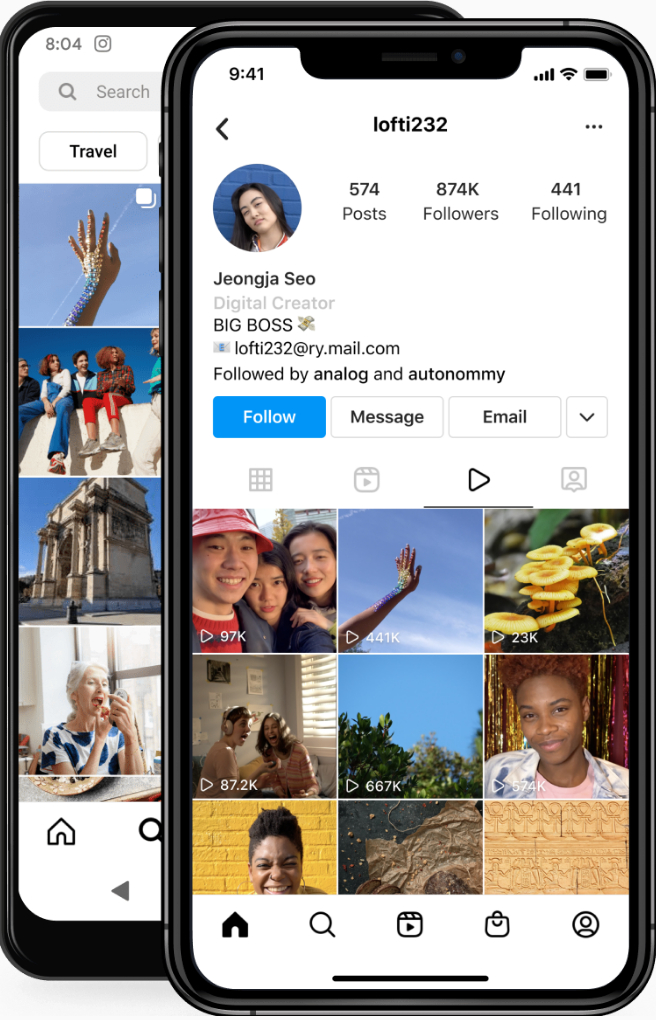 8:04
Search
Travel
9:41
lofti232
574 874K 441
Posts Followers Following
Jeongja Seo
Digital Creator
BIG BOSS 💸
📧 lofti232@ry.mail.com
Followed by analog and autonommy
Follow Message Email
97K 441K 23K
87.2K 667K 574K